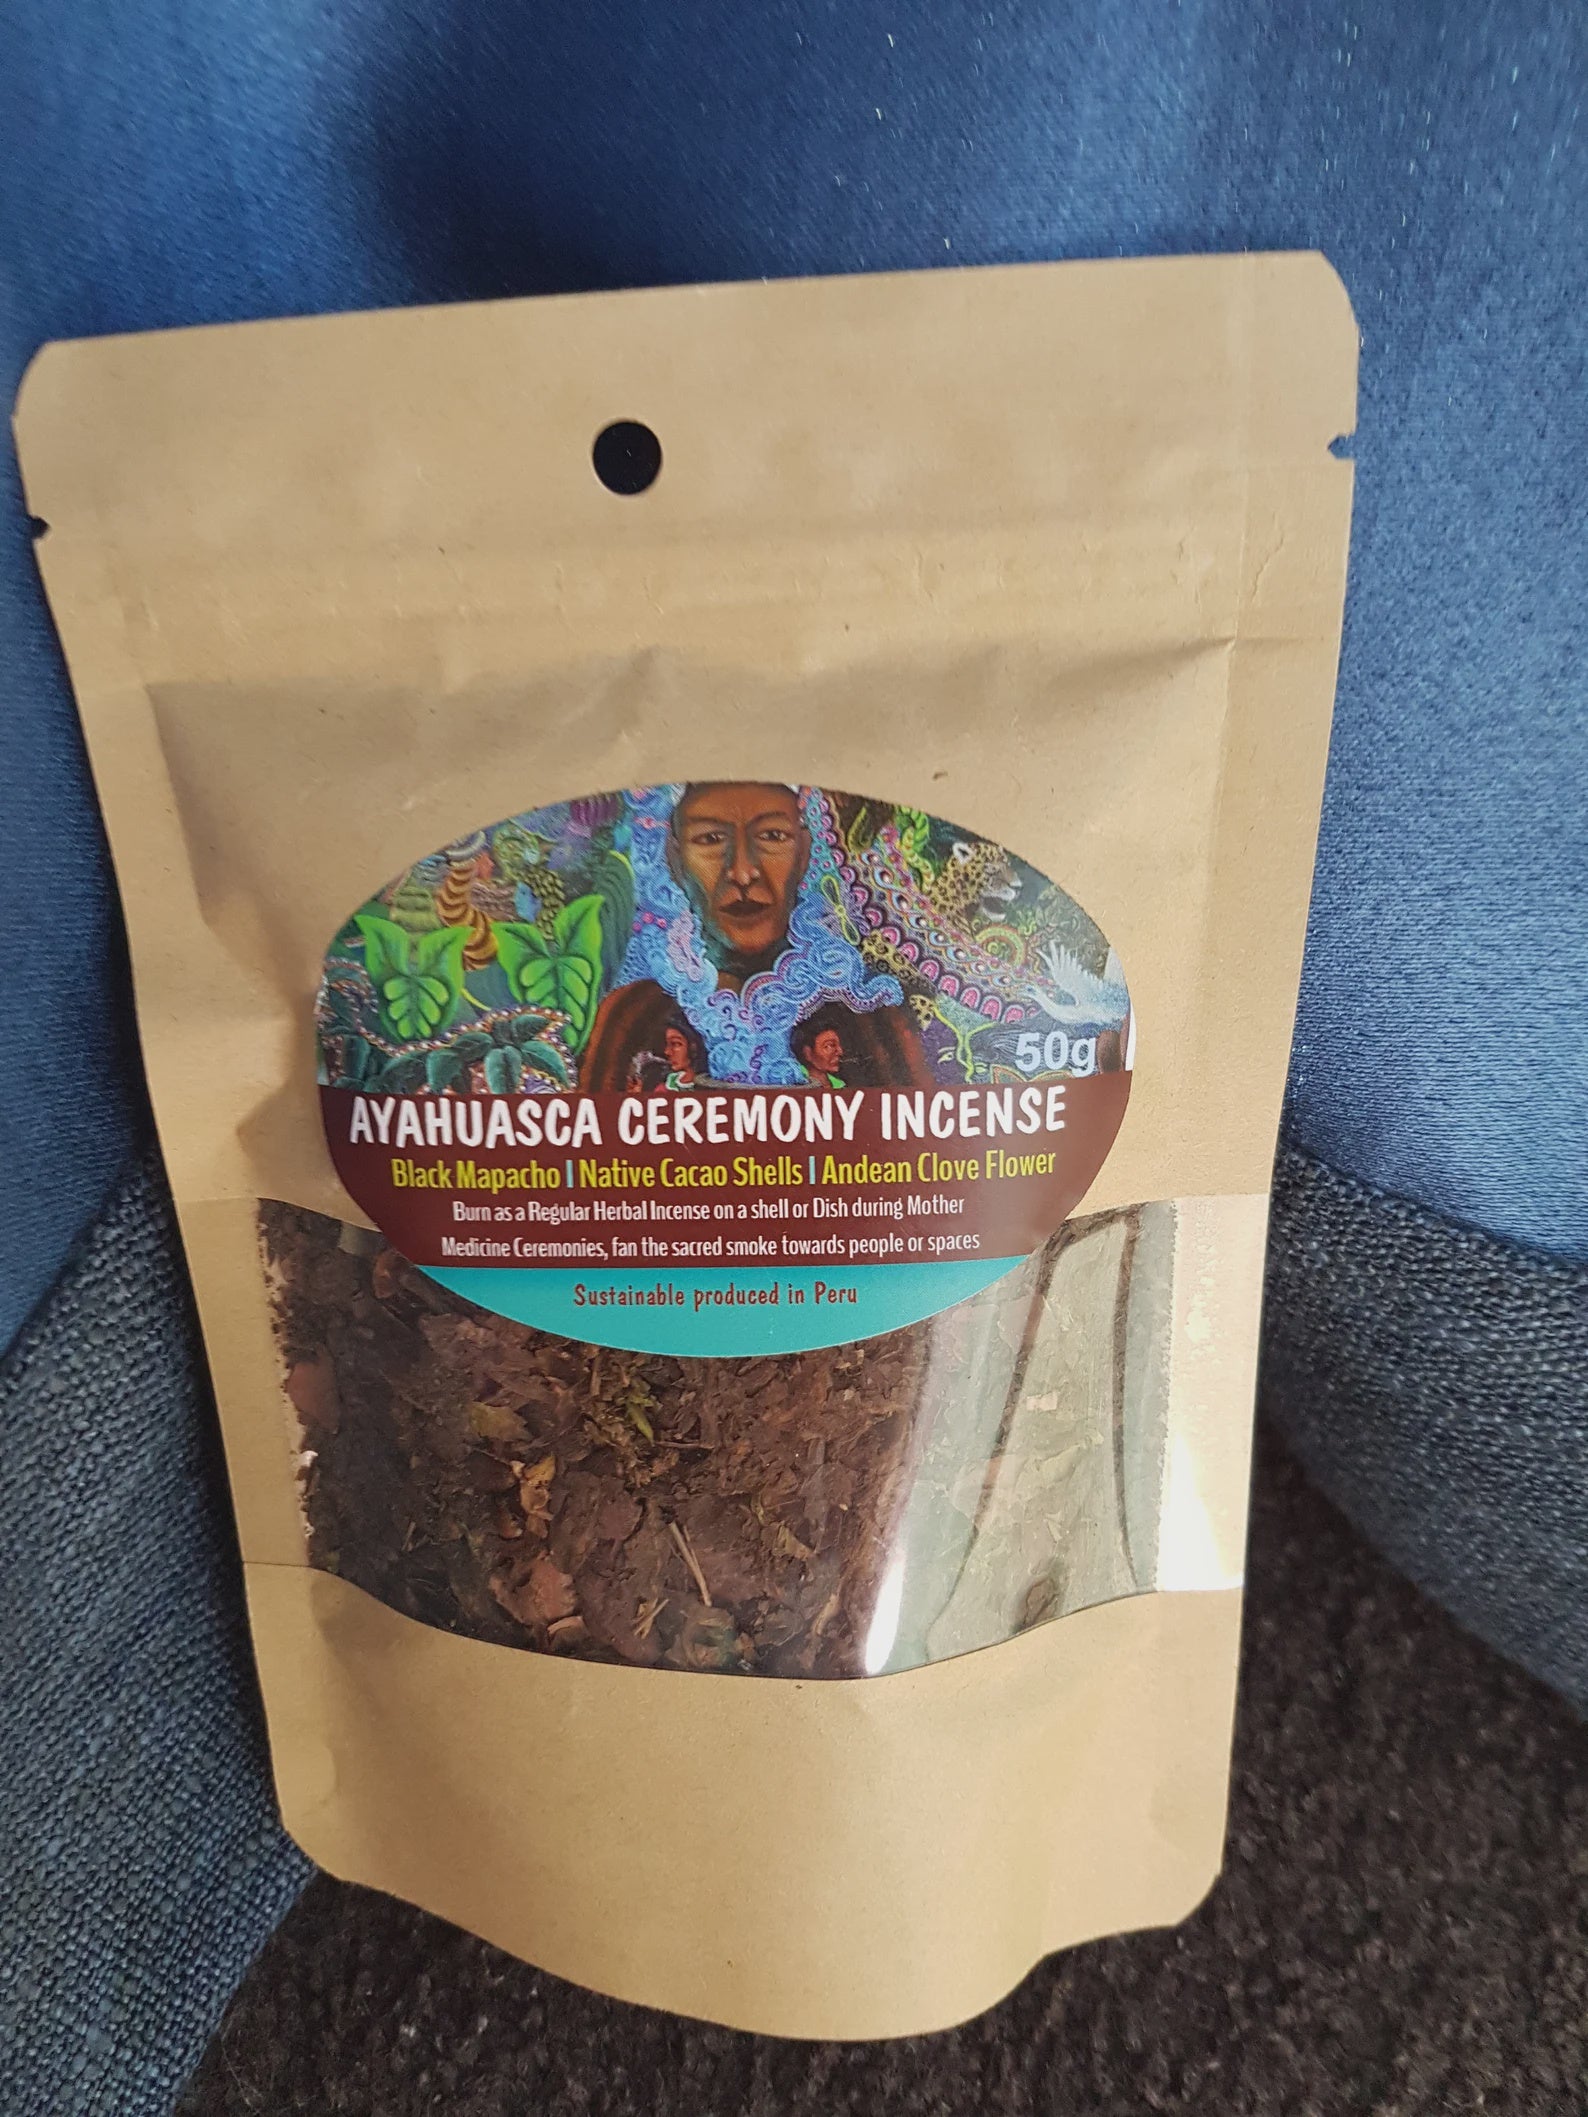 50g
AYAHUASCA CEREMONY INCENSE
Black Mapacho | Native Cacao Shells | Andean Clove Flower
Burn as a Regular Herbal Incense on a shell or Dish during Mother
Medicine Ceremonies, fan the sacred smoke towards people or spaces
Sustainable produced in Peru